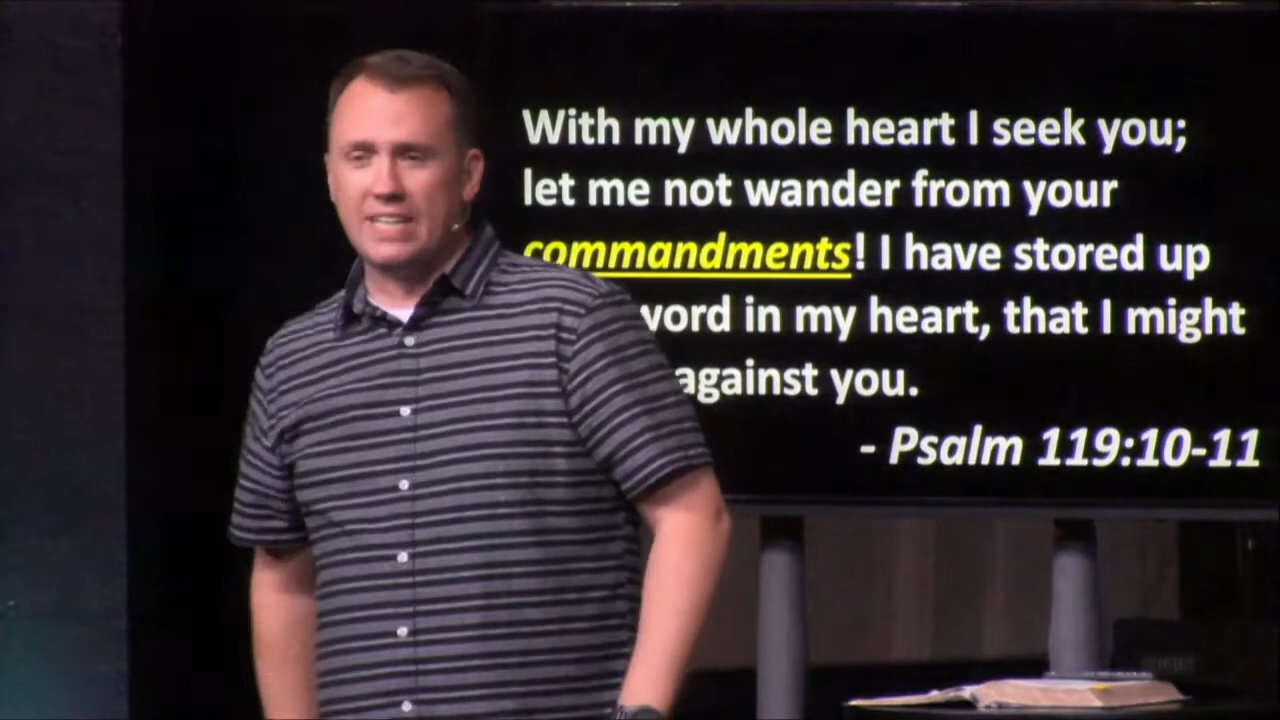 With my whole heart I seek you;
let me not wander from your
commandments! I have stored up
word in my heart, that I might
against you.
- Psalm 119:10-11